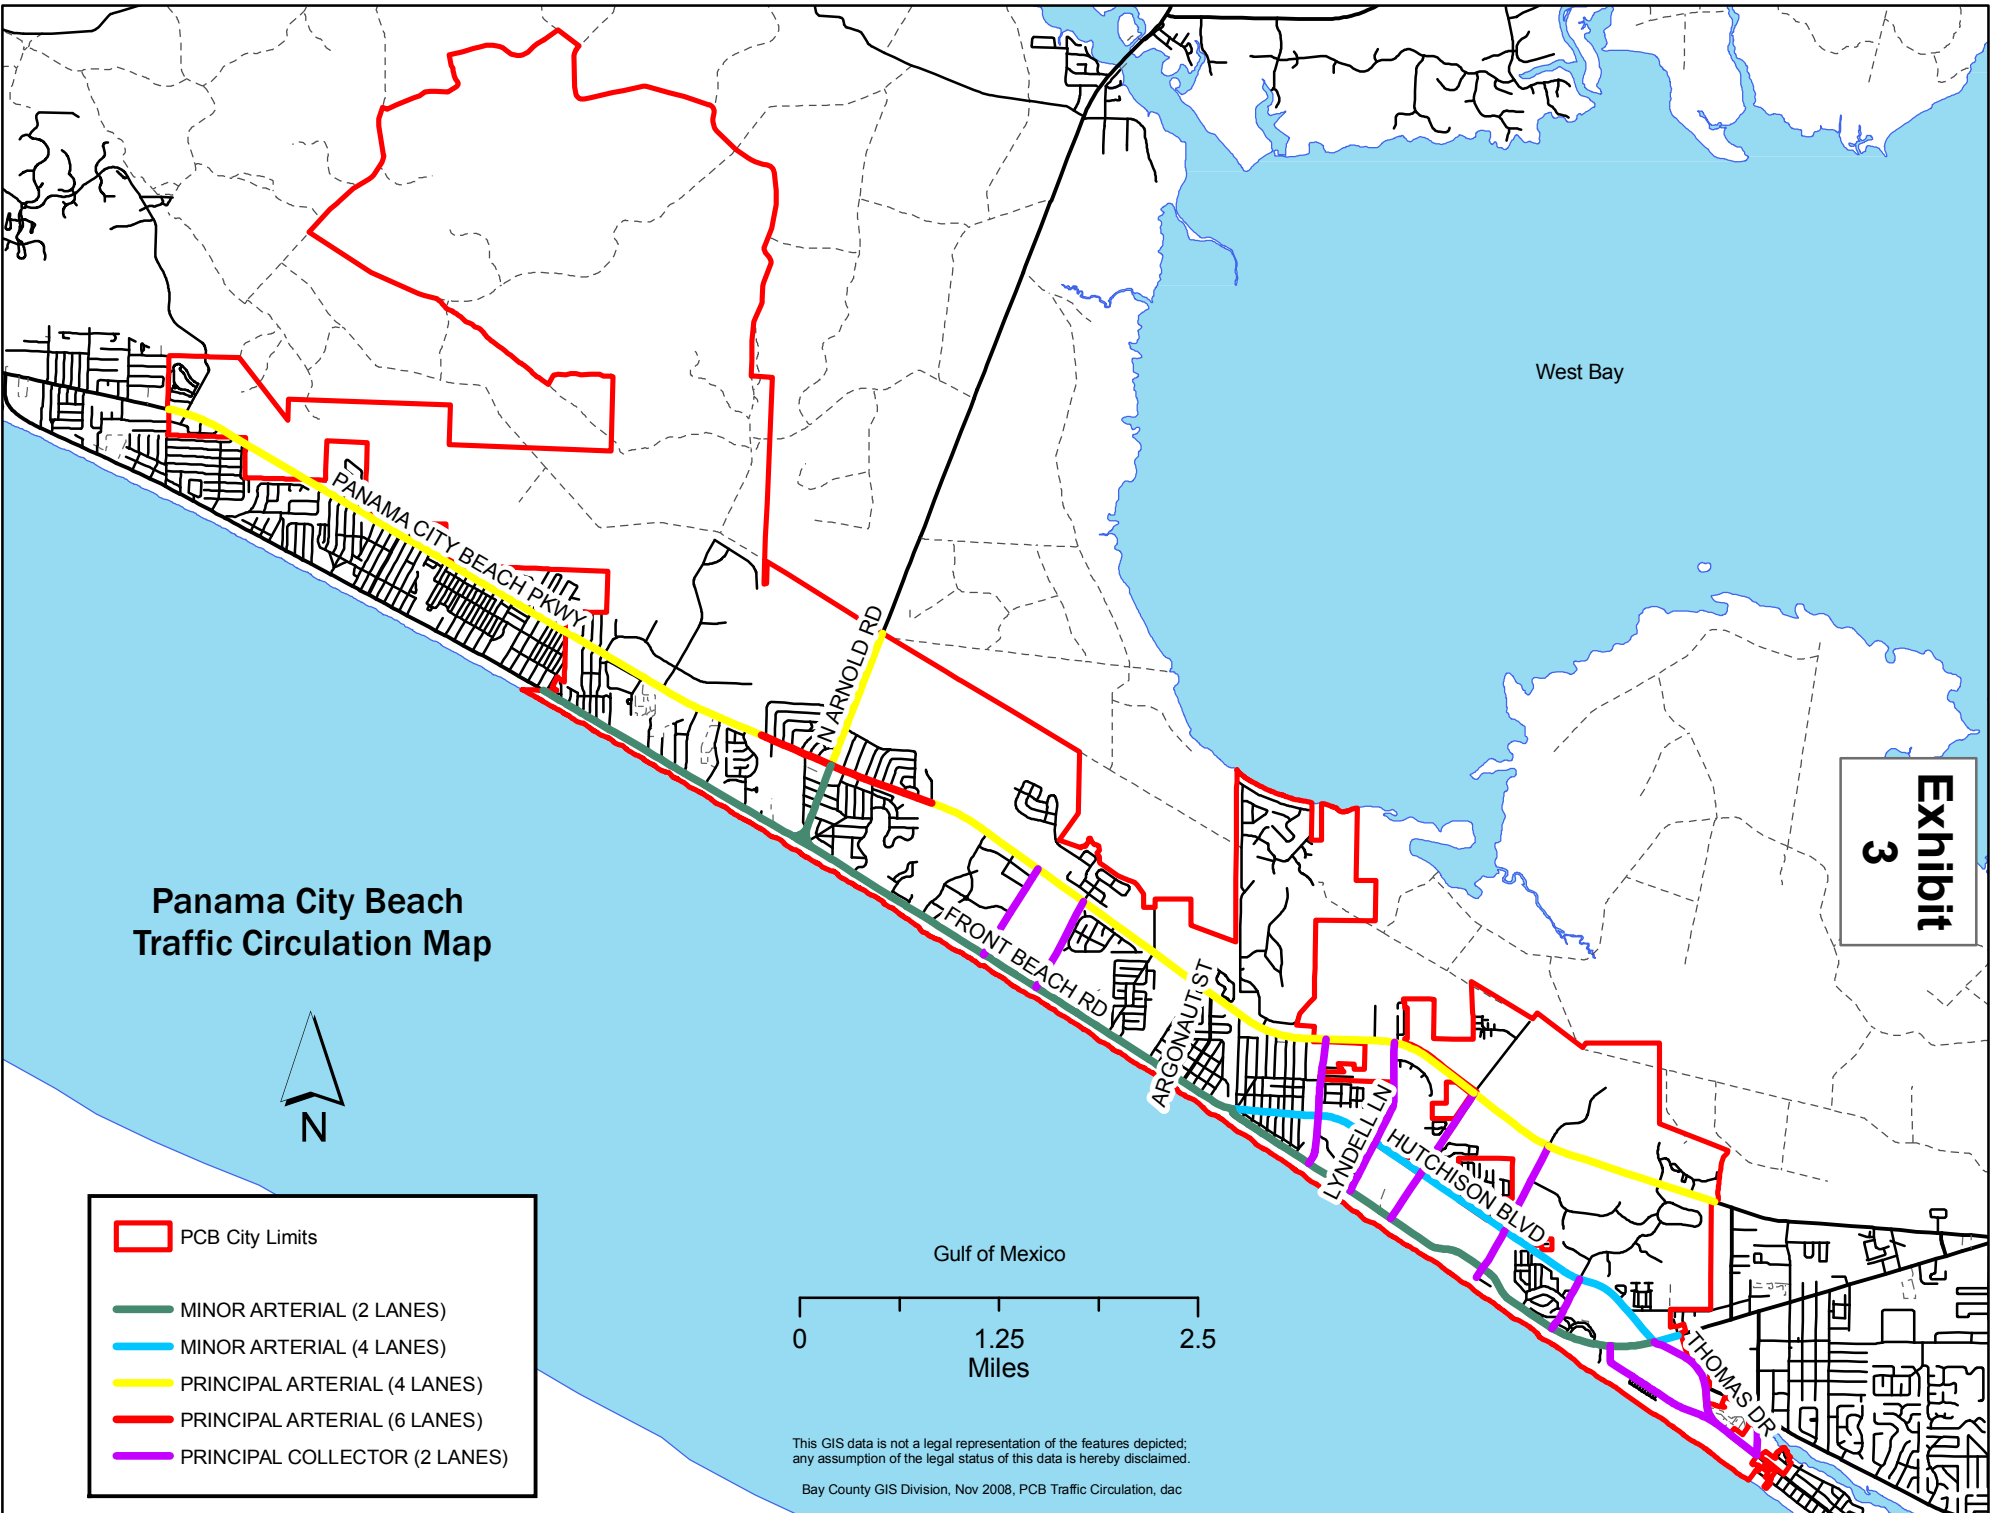 West Bay
PANAMA CITY BEACH PKWY
N ARNOLD RD
Exhibit
3
Panama City Beach
Traffic Circulation Map
FRONT BEACH RD
ARGONAUT ST
LYNDELL LN
HUTCHISON BLVD
THOMAS DR
N
PCB City Limits
MINOR ARTERIAL (2 LANES)
MINOR ARTERIAL (4 LANES)
PRINCIPAL ARTERIAL (4 LANES)
PRINCIPAL ARTERIAL (6 LANES)
PRINCIPAL COLLECTOR (2 LANES)
Gulf of Mexico
0 1.25 2.5
Miles
This GIS data is not a legal representation of the features depicted;
any assumption of the legal status of this data is hereby disclaimed.
Bay County GIS Division, Nov 2008, PCB Traffic Circulation, dac